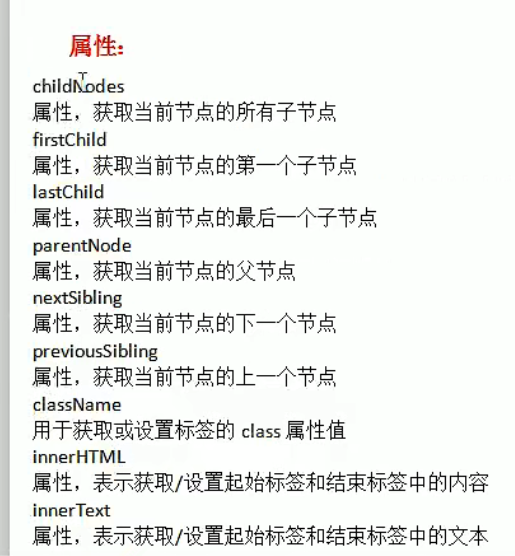 属性：
childNodes
属性，获取当前节点的所有子节点
firstChild
属性，获取当前节点的第一个子节点
lastChild
属性，获取当前节点的最后一个子节点
parentNode
属性，获取当前节点的父节点
nextSibling
属性，获取当前节点的下一个节点
previousSibling
属性，获取当前节点的上一个节点
className
用于获取或设置标签的 class 属性值
innerHTML
属性，表示获取/设置起始标签和结束标签中的内容
innerText
属性，表示获取/设置起始标签和结束标签中的文本